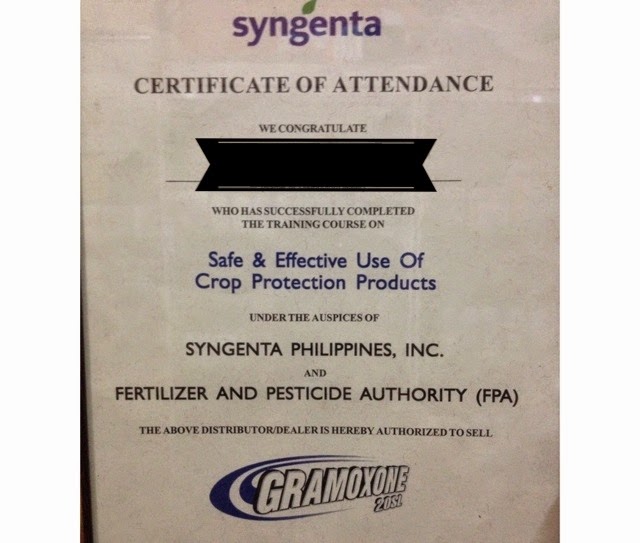 syngenta
CERTIFICATE OF ATTENDANCE
WE CONGRATULATE
WHO HAS SUCCESSFULLY COMPLETED
THE TRAINING COURSE ON
Safe & Effective Use Of
Crop Protection Products
UNDER THE AUSPICES OF
SYNGENTA PHILIPPINES, INC.
AND
FERTILIZER AND PESTICIDE AUTHORITY (FPA)
THE ABOVE DISTRIBUTOR/DEALER IS HEREBY AUTHORIZED TO SELL
GRAMOXONE
20SL